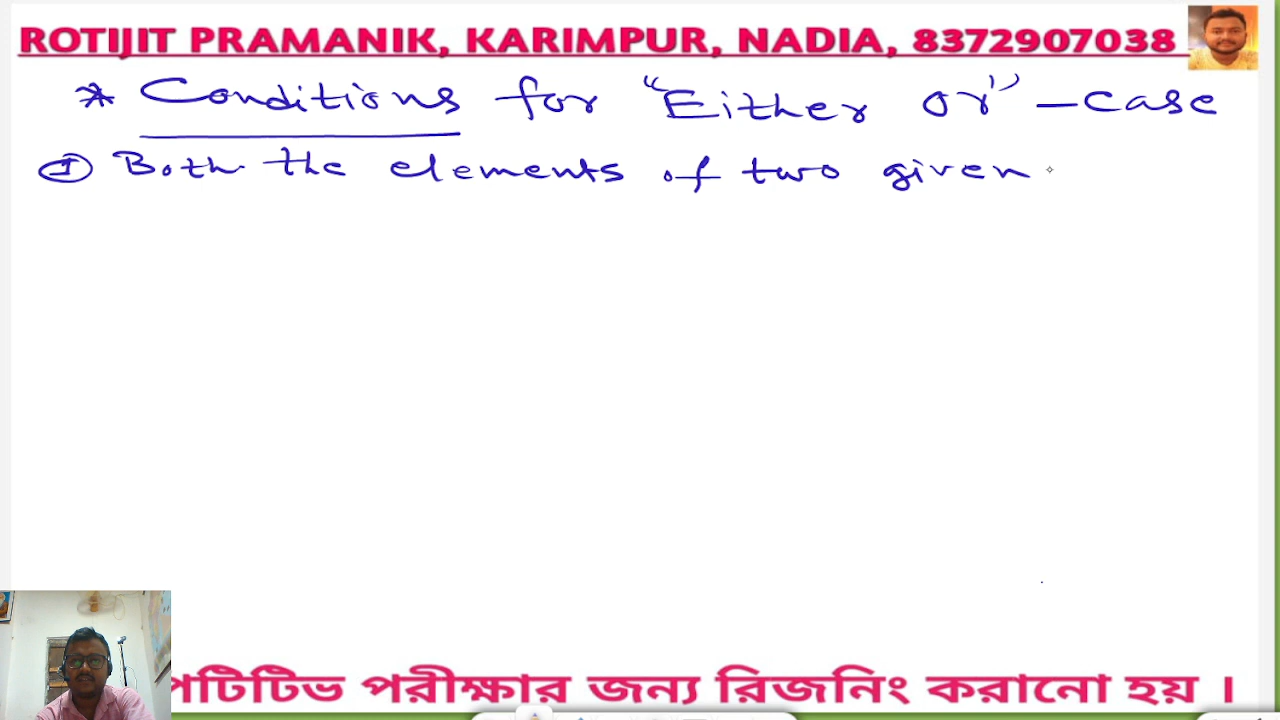 ROTIJIT PRAMANIK, KARIMPUR, NADIA, 8372907038
* Conditions for "Either or" - case
① Both the elements of two given
পটিটিভ পরীক্ষার জন্য রিজনিং করানো হয় ।